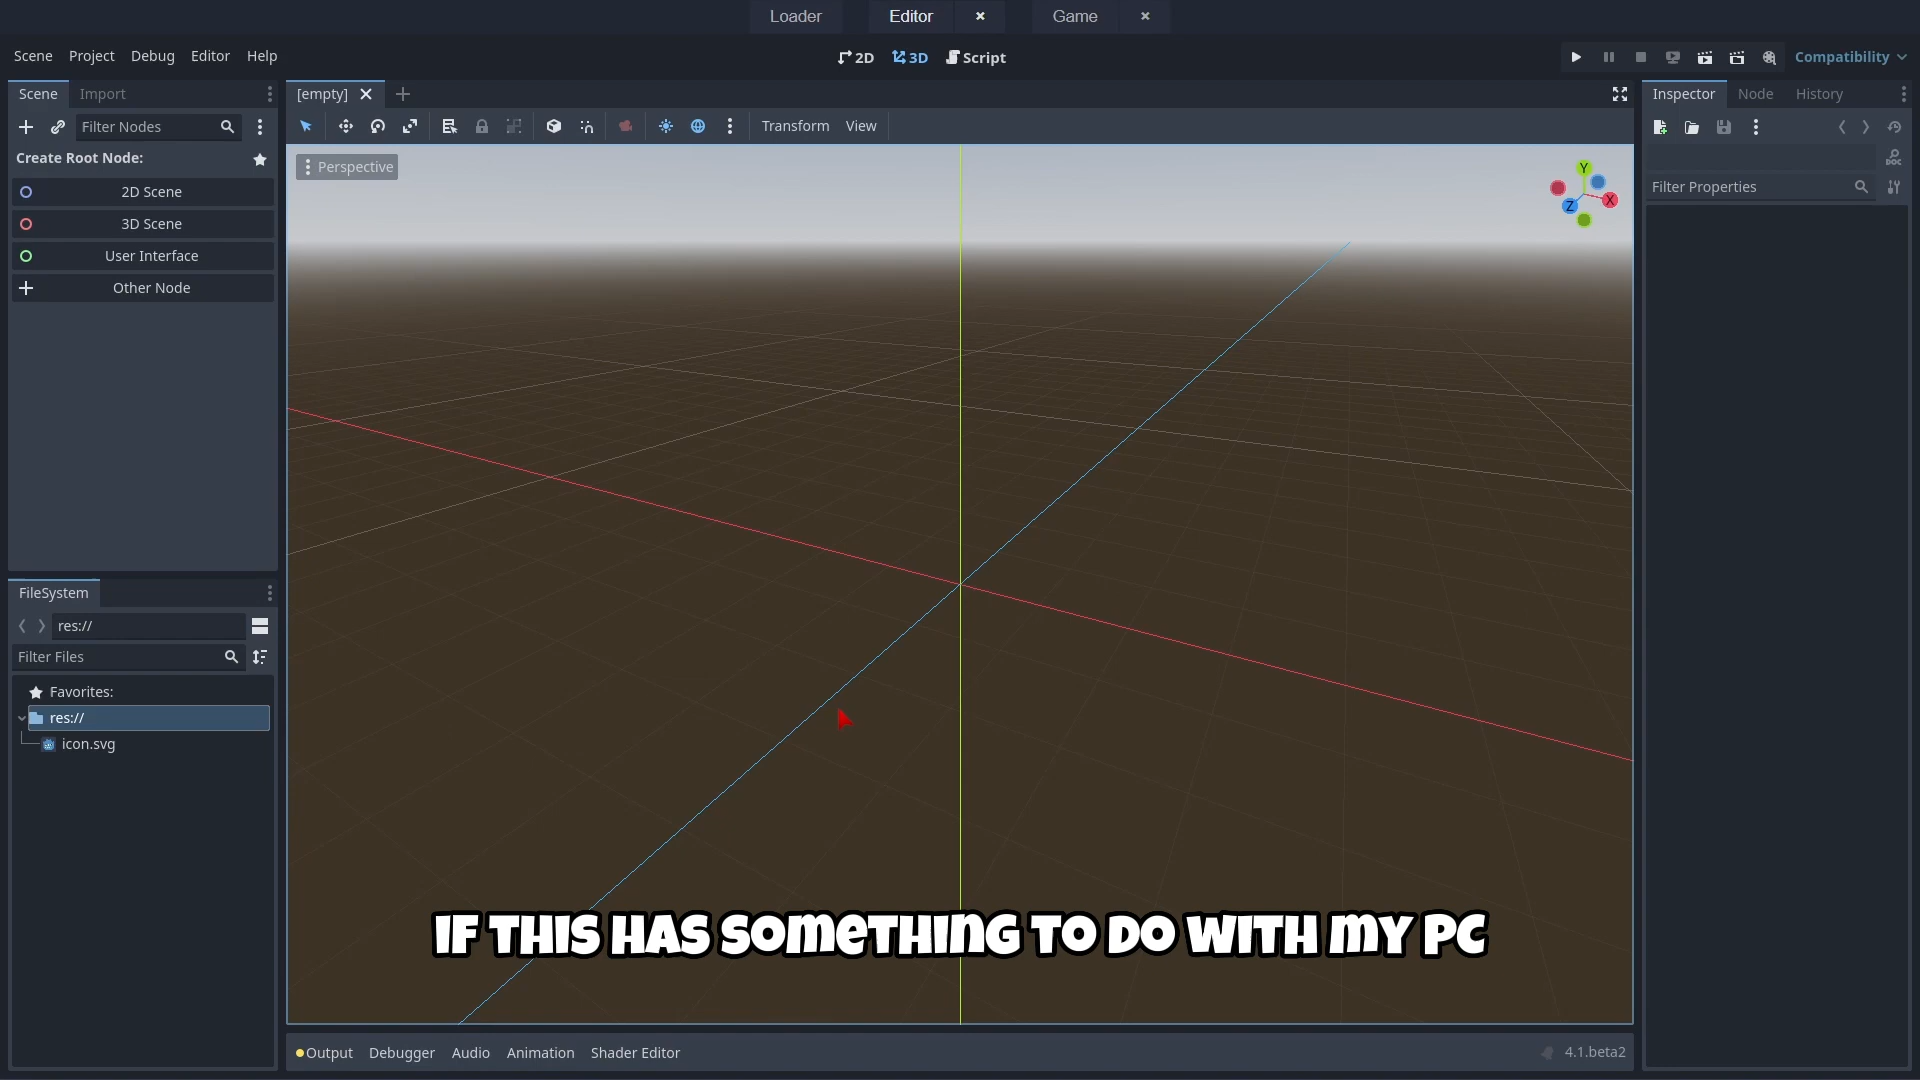 Loader
Editor
Game
Scene Project Debug Editor Help
2D 3D Script
Compatibility
Scene Import
[empty]
Inspector Node History
Filter Nodes
Transform View
Create Root Node:
2D Scene
3D Scene
User Interface
Other Node
Perspective
Y
X
Z
DOC
Filter Properties
FileSystem
res://
Filter Files
Favorites:
res://
icon.svg
IF THIS HAS SOMETHING TO DO WITH MY PC
Output Debugger Audio Animation Shader Editor
4.1.beta2